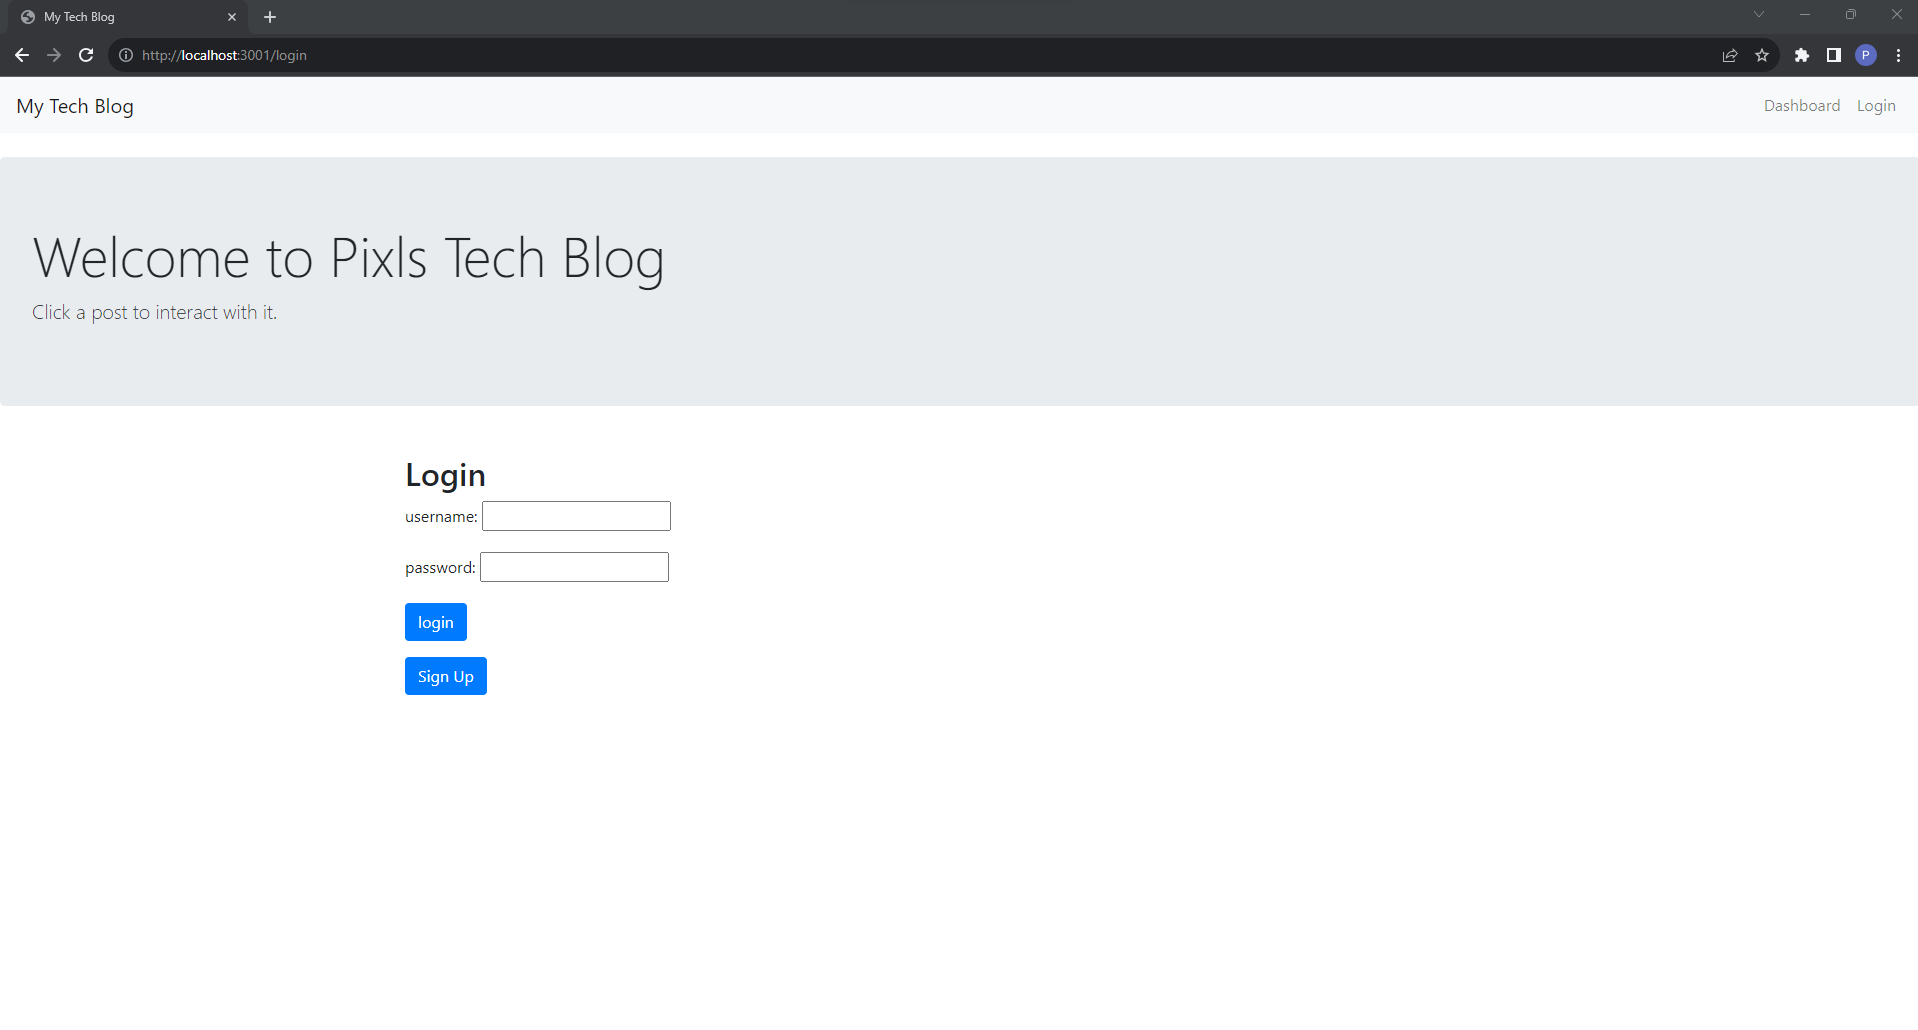 My Tech Blog
http://localhost:3001/login
P
My Tech Blog
Dashboard Login
Welcome to Pixls Tech Blog
Click a post to interact with it.
Login
username:
password:
login
Sign Up